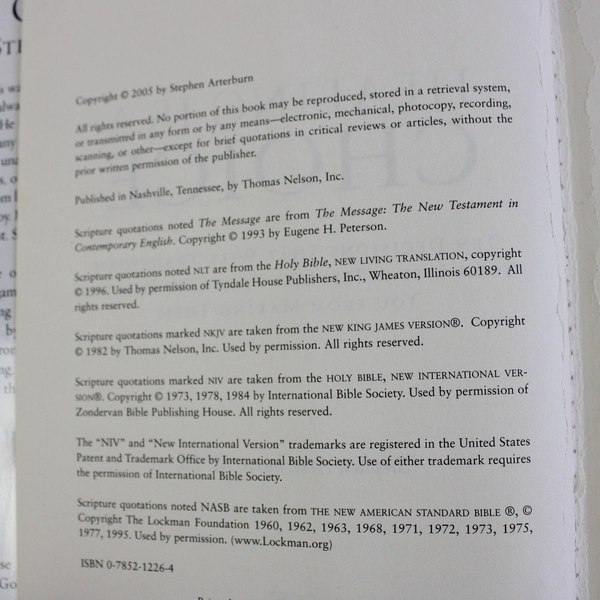 Copyright © 2005 by Stephen Arterburn
All rights reserved. No portion of this book may be reproduced, stored in a retrieval system,
or transmitted in any form or by any means—electronic, mechanical, photocopy, recording,
scanning, or other—except for brief quotations in critical reviews or articles, without the
prior written permission of the publisher.
Published in Nashville, Tennessee, by Thomas Nelson, Inc.
Scripture quotations noted The Message are from The Message: The New Testament in
Contemporary English. Copyright © 1993 by Eugene H. Peterson.
Scripture quotations noted NLT are from the Holy Bible, NEW LIVING TRANSLATION, copyright
© 1996. Used by permission of Tyndale House Publishers, Inc., Wheaton, Illinois 60189. All
rights reserved.
Scripture quotations marked NKJV are taken from the NEW KING JAMES VERSION®. Copyright
© 1982 by Thomas Nelson, Inc. Used by permission. All rights reserved.
Scripture quotations marked NIV are taken from the HOLY BIBLE, NEW INTERNATIONAL VER-
SION®. Copyright © 1973, 1978, 1984 by International Bible Society. Used by permission of
Zondervan Bible Publishing House. All rights reserved.
The “NIV” and “New International Version” trademarks are registered in the United States
Patent and Trademark Office by International Bible Society. Use of either trademark requires
the permission of International Bible Society.
Scripture quotations noted NASB are taken from THE NEW AMERICAN STANDARD BIBLE ®, ©
Copyright The Lockman Foundation 1960, 1962, 1963, 1968, 1971, 1972, 1973, 1975,
1977, 1995. Used by permission. (www.Lockman.org)
ISBN 0-7852-1226-4